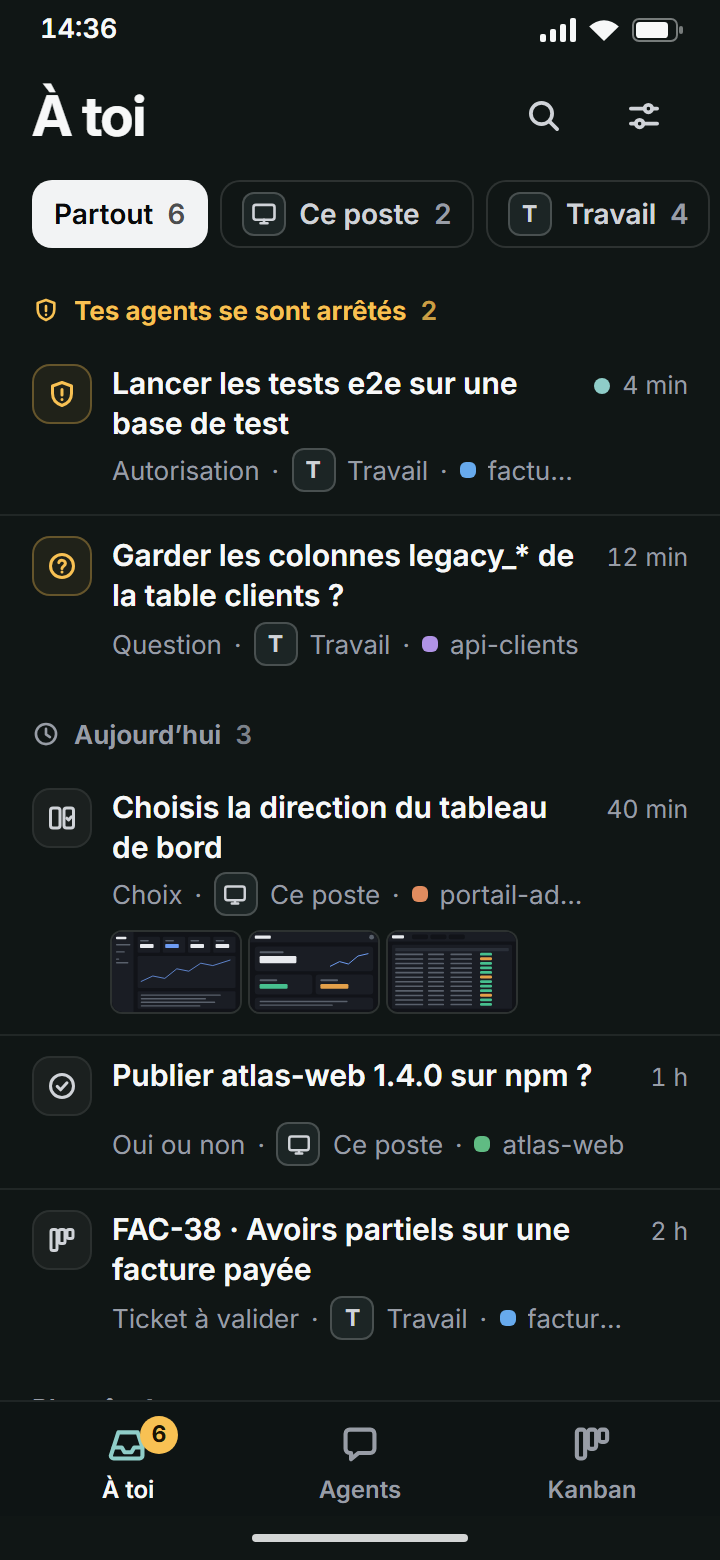 14:36
À toi
Partout 6
Ce poste 2
T Travail 4
Tes agents se sont arrêtés 2
Lancer les tests e2e sur une
base de test
4 min
Autorisation · T Travail · factu…
Garder les colonnes legacy_* de
la table clients ?
12 min
Question · T Travail · api-clients
Aujourd’hui 3
Choisis la direction du tableau
de bord
40 min
Choix · Ce poste · portail-ad…
Publier atlas-web 1.4.0 sur npm ?
1 h
Oui ou non · Ce poste · atlas-web
FAC-38 · Avoirs partiels sur une
facture payée
2 h
Ticket à valider · T Travail · factur…
6
À toi
Agents
Kanban